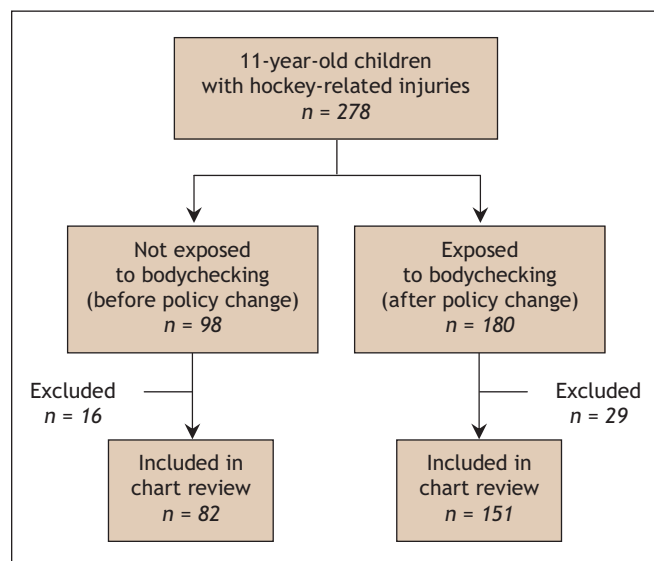 11-year-old children
with hockey-related injuries
n = 278
Not exposed
to bodychecking
(before policy change)
n = 98
Exposed
to bodychecking
(after policy change)
n = 180
Excluded
n = 16
Excluded
n = 29
Included in
chart review
n = 82
Included in
chart review
n = 151